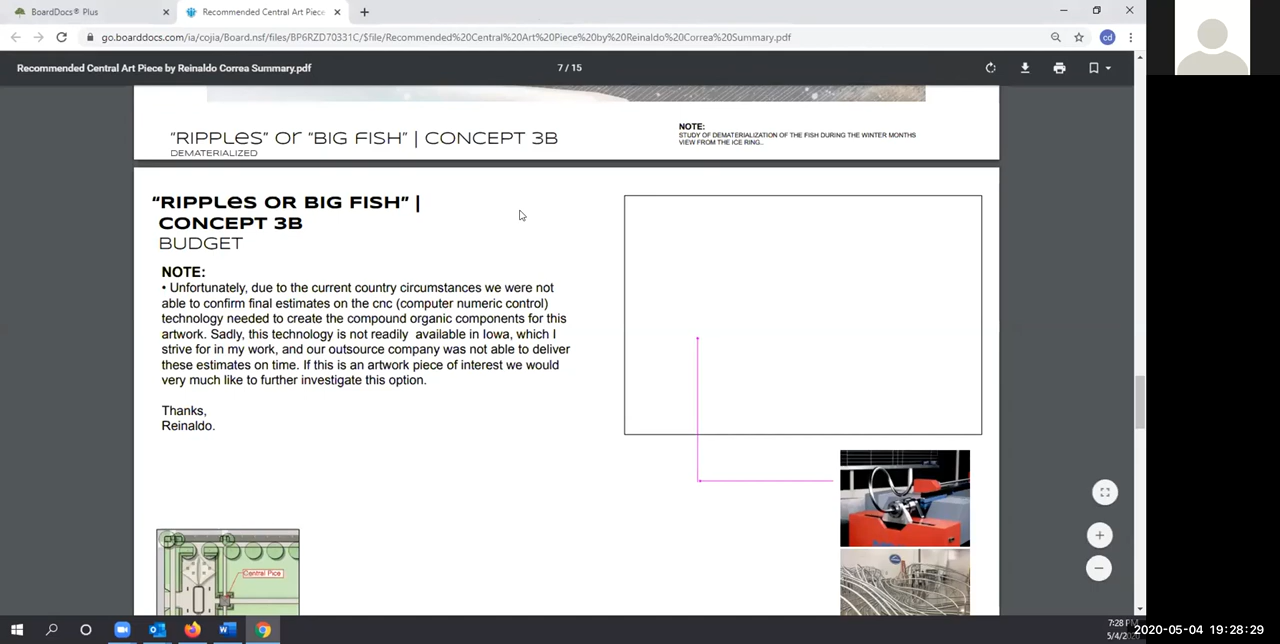 BoardDocs® Plus
Recommended Central Art Piece
go.boarddocs.com/ia/cojia/Board.nsf/files/BP6RZD70331C/$file/Recommended%20Central%20Art%20Piece%20by%20Reinaldo%20Correa%20Summary.pdf
cd
Recommended Central Art Piece by Reinaldo Correa Summary.pdf
7 / 15
"RIPPLES" Or "BIG FISH" | CONCEPT 3B
DEMATERIALIZED
NOTE:
STUDY OF DEMATERIALIZATION OF THE FISH DURING THE WINTER MONTHS
VIEW FROM THE ICE RING..
"RIPPLES OR BIG FISH" |
CONCEPT 3B
BUDGET
NOTE:
• Unfortunately, due to the current country circumstances we were not
able to confirm final estimates on the cnc (computer numeric control)
technology needed to create the compound organic components for this
artwork. Sadly, this technology is not readily available in Iowa, which I
strive for in my work, and our outsource company was not able to deliver
these estimates on time. If this is an artwork piece of interest we would
very much like to further investigate this option.
Thanks,
Reinaldo.
Central Pice
7:28 PM
5/4/20
2020-05-04 19:28:29